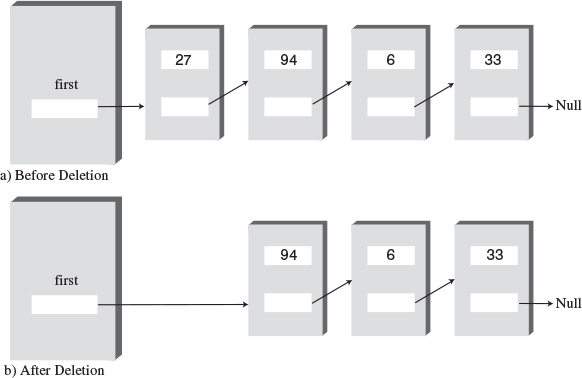 27 94 6 33
first
Null
a) Before Deletion
94 6 33
first
Null
b) After Deletion